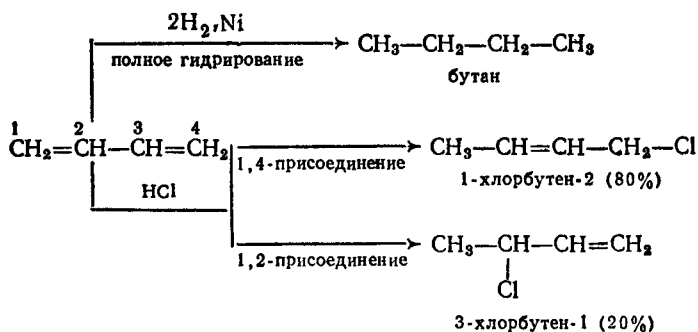 2H₂,Ni
полное гидрирование
CH₃—CH₂—CH₂—CH₃
бутан
1 2 3 4
CH₂=CH—CH=CH₂
HCl
1,4-присоединение
CH₃—CH=CH—CH₂—Cl
1-хлорбутен-2 (80%)
1,2-присоединение
CH₃—CH—CH=CH₂
Cl
3-хлорбутен-1 (20%)